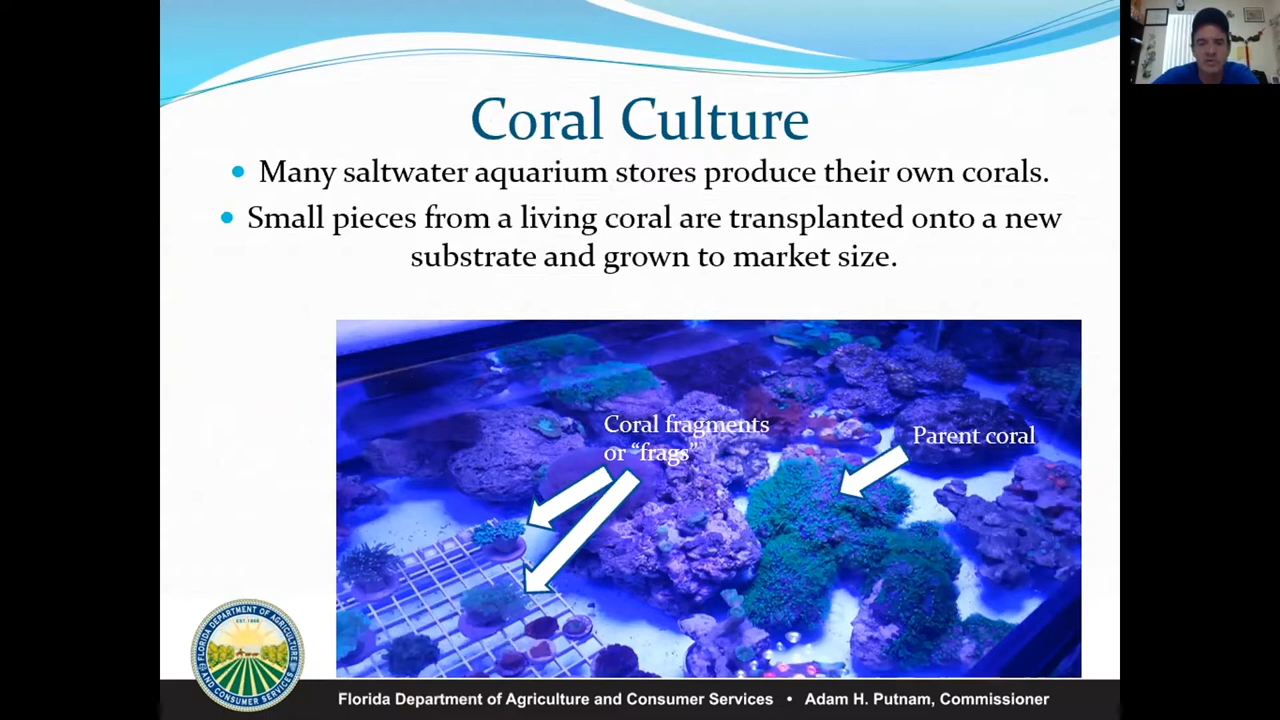 Coral Culture
• Many saltwater aquarium stores produce their own corals.
• Small pieces from a living coral are transplanted onto a new
substrate and grown to market size.
Coral fragments
or “frags”
Parent coral
FLORIDA DEPARTMENT OF AGRICULTURE
EST. 1868
AND CONSUMER SERVICES
Florida Department of Agriculture and Consumer Services • Adam H. Putnam, Commissioner